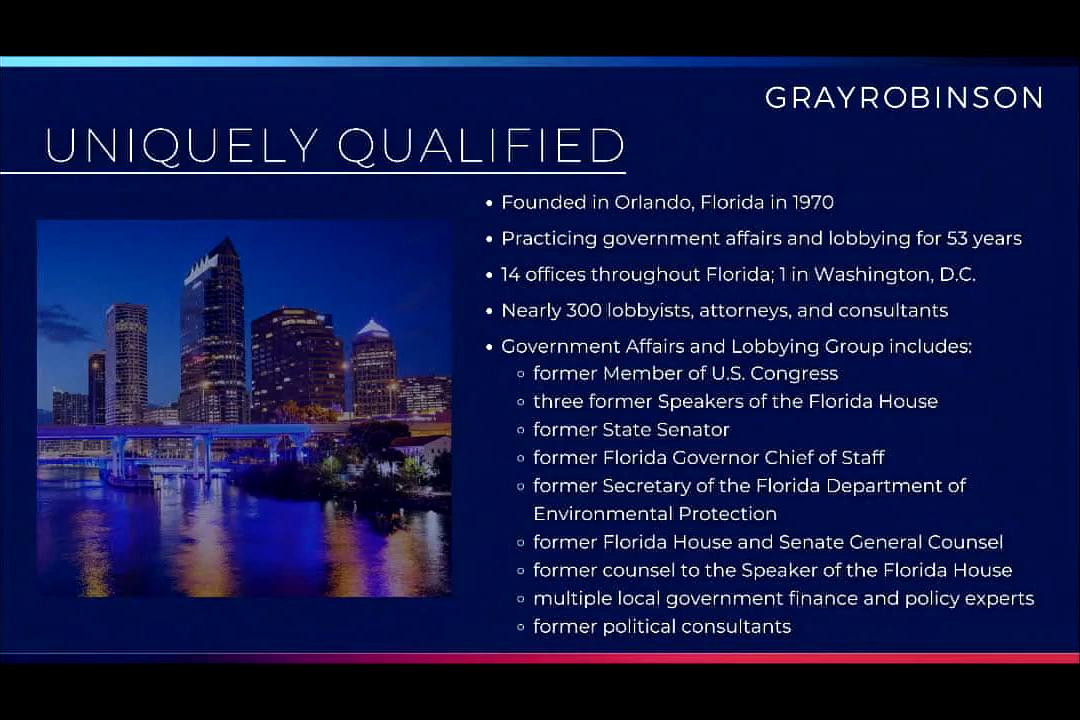 GRAYROBINSON
UNIQUELY QUALIFIED
• Founded in Orlando, Florida in 1970
• Practicing government affairs and lobbying for 53 years
• 14 offices throughout Florida; 1 in Washington, D.C.
• Nearly 300 lobbyists, attorneys, and consultants
• Government Affairs and Lobbying Group includes:
◦ former Member of U.S. Congress
◦ three former Speakers of the Florida House
◦ former State Senator
◦ former Florida Governor Chief of Staff
◦ former Secretary of the Florida Department of
Environmental Protection
◦ former Florida House and Senate General Counsel
◦ former counsel to the Speaker of the Florida House
◦ multiple local government finance and policy experts
◦ former political consultants